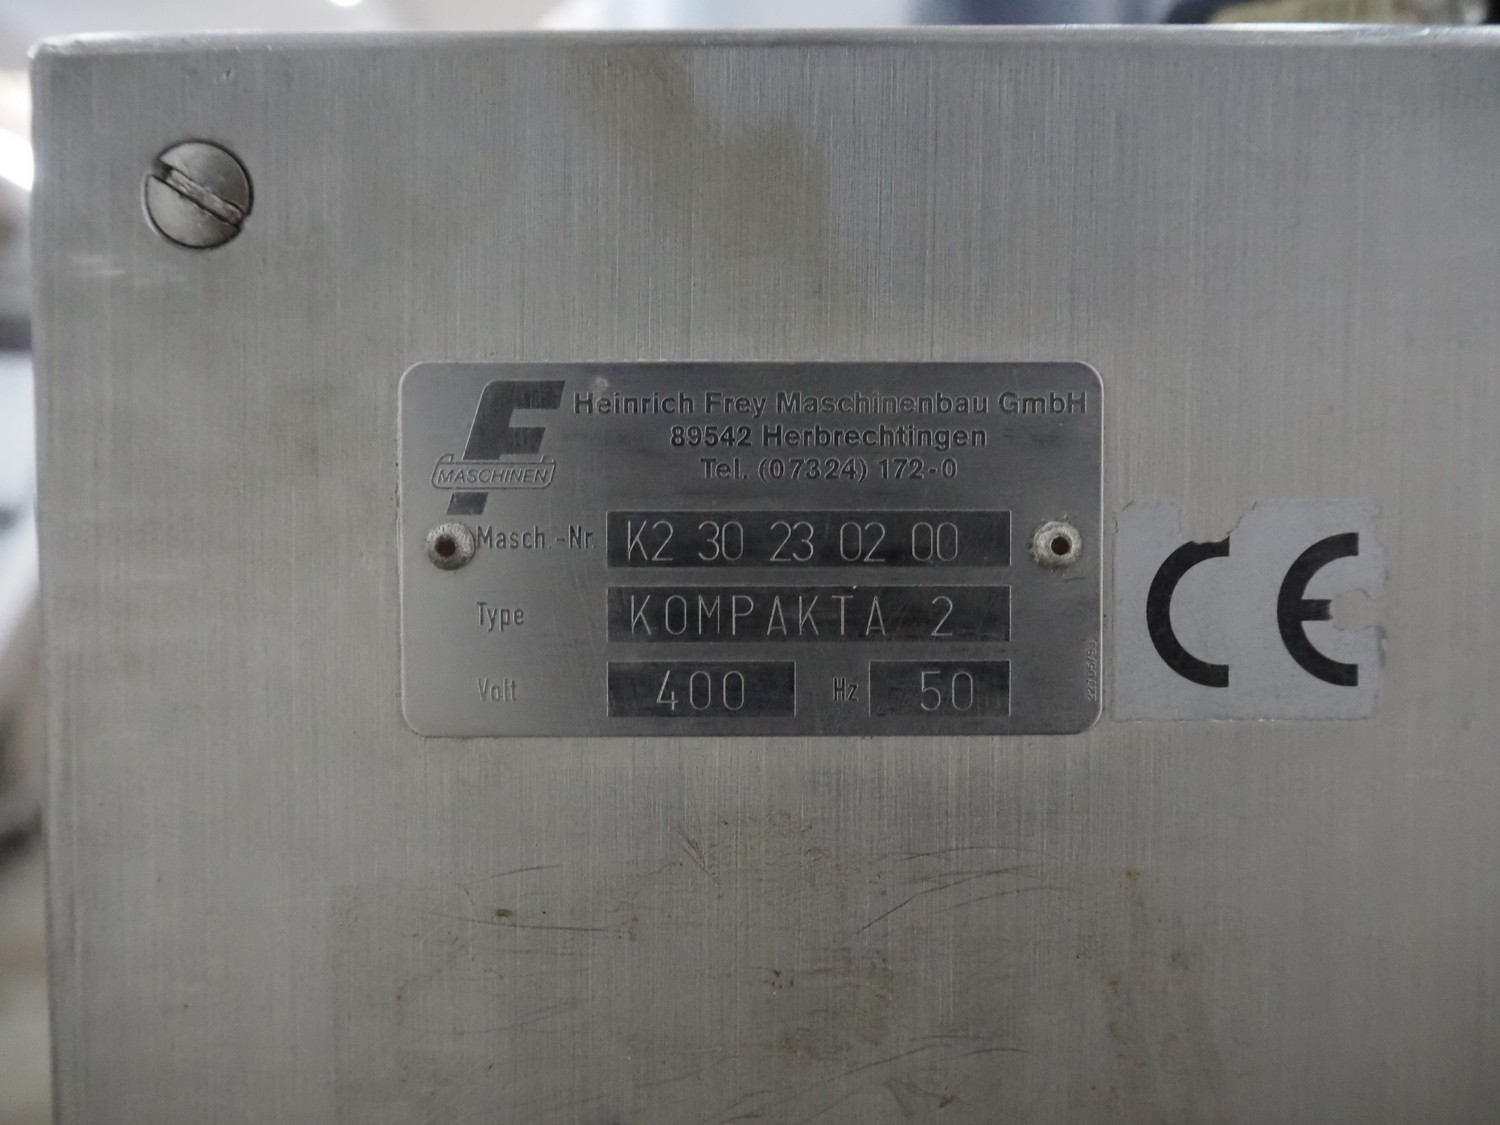 F
MASCHINEN
Heinrich Frey Maschinenbau GmbH
89542 Herbrechtingen
Tel. (07324) 172-0
Masch.-Nr. K2 30 23 02 00
Type KOMPAKTA 2
Volt 400 Hz 50
CE